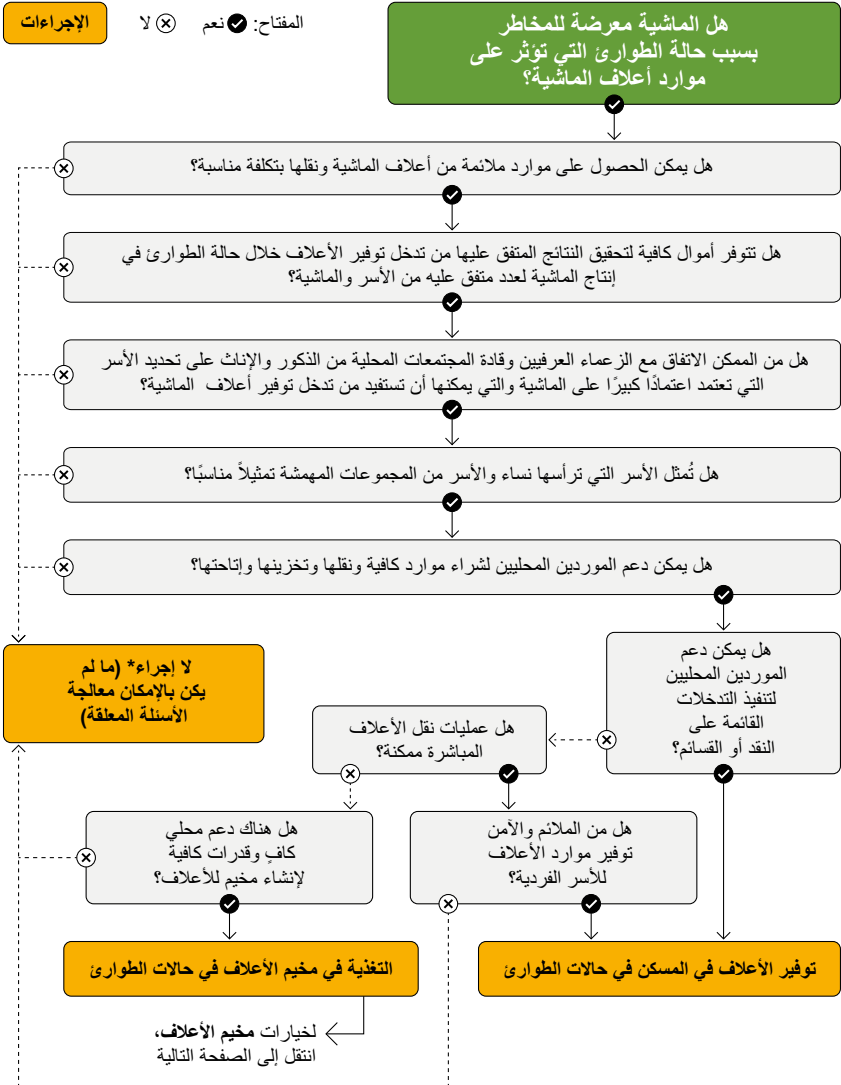 المفتاح: نعم لا
الإجراءات
هل الماشية معرضة للمخاطر
بسبب حالة الطوارئ التي تؤثر على
موارد أعلاف الماشية؟
هل يمكن الحصول على موارد ملائمة من أعلاف الماشية ونقلها بتكلفة مناسبة؟
هل تتوفر أموال كافية لتحقيق النتائج المتفق عليها من تدخل توفير الأعلاف خلال حالة الطوارئ في
إنتاج الماشية لعدد متفق عليه من الأسر والماشية؟
هل من الممكن الاتفاق مع الزعماء العرفيين وقادة المجتمعات المحلية من الذكور والإناث على تحديد الأسر
التي تعتمد اعتمادًا كبيرًا على الماشية والتي يمكنها أن تستفيد من تدخل توفير أعلاف الماشية؟
هل تُمثل الأسر التي ترأسها نساء والأسر من المجموعات المهمشة تمثيلاً مناسبًا؟
هل يمكن دعم الموردين المحليين لشراء موارد كافية ونقلها وتخزينها وإتاحتها؟
هل يمكن دعم
الموردين المحليين
لتنفيذ التدخلات
القائمة على
النقد أو القسائم؟
لا إجراء* (ما لم
يكن بالإمكان معالجة
الأسئلة المعلقة)
هل عمليات نقل الأعلاف
المباشرة ممكنة؟
هل من الملائم والآمن
توفير موارد الأعلاف
للأسر الفردية؟
هل هناك دعم محلي
كافٍ وقدرات كافية
لإنشاء مخيم للأعلاف؟
توفير الأعلاف في المسكن في حالات الطوارئ
التغذية في مخيم الأعلاف في حالات الطوارئ
لخيارات مخيم الأعلاف،
انتقل إلى الصفحة التالية